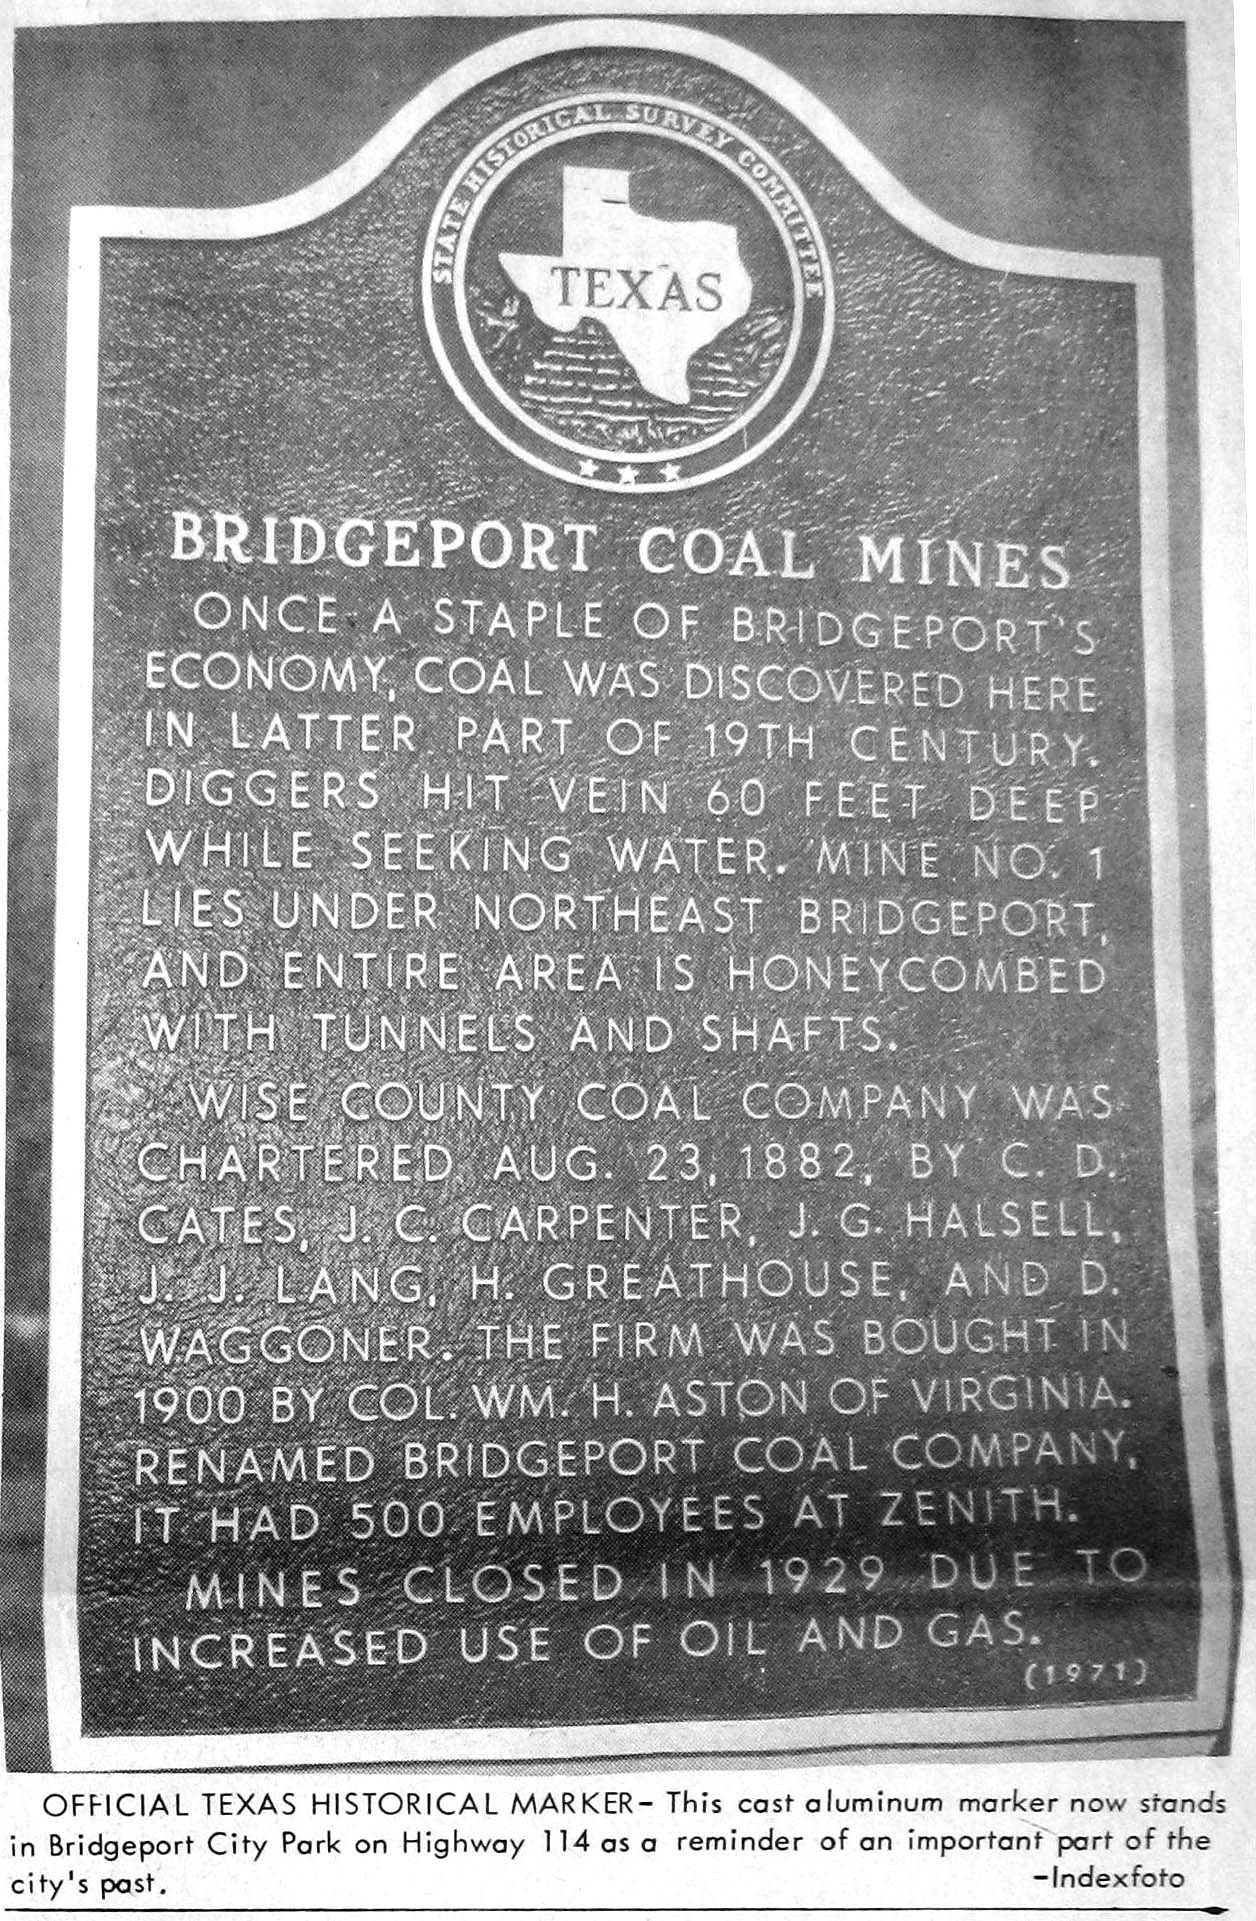 STATE HISTORICAL SURVEY COMMITTEE
TEXAS
BRIDGEPORT COAL MINES
ONCE A STAPLE OF BRIDGEPORT'S
ECONOMY, COAL WAS DISCOVERED HERE
IN LATTER PART OF 19TH CENTURY.
DIGGERS HIT VEIN 60 FEET DEEP
WHILE SEEKING WATER. MINE NO. 1
LIES UNDER NORTHEAST BRIDGEPORT,
AND ENTIRE AREA IS HONEYCOMBED
WITH TUNNELS AND SHAFTS.
WISE COUNTY COAL COMPANY WAS
CHARTERED AUG. 23, 1882, BY C. D.
CATES, J. C. CARPENTER, J. G. HALSELL,
J. J. LANG, H. GREATHOUSE, AND D.
WAGGONER. THE FIRM WAS BOUGHT IN
1900 BY COL. WM. H. ASTON OF VIRGINIA.
RENAMED BRIDGEPORT COAL COMPANY,
IT HAD 500 EMPLOYEES AT ZENITH.
MINES CLOSED IN 1929 DUE TO
INCREASED USE OF OIL AND GAS.
(1971)
OFFICIAL TEXAS HISTORICAL MARKER- This cast aluminum marker now stands
in Bridgeport City Park on Highway 114 as a reminder of an important part of the
city's past. -Indexfoto